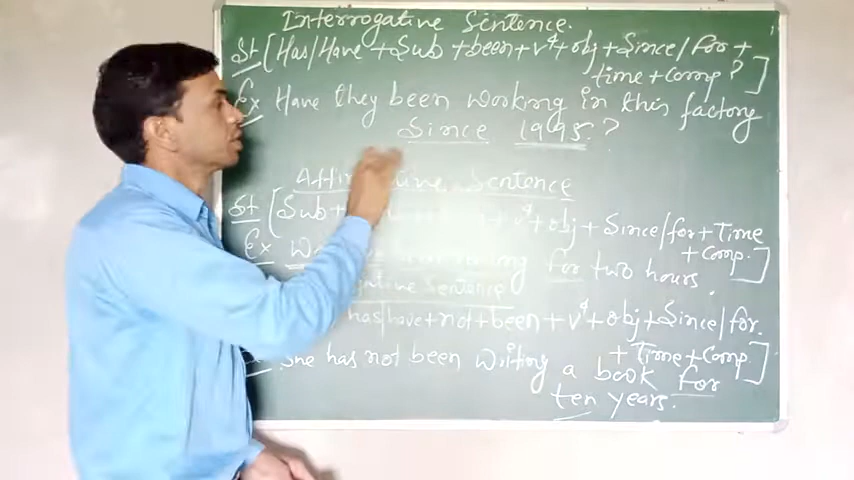 Interrogative Sentence.
St [Has/Have + Sub + been + v⁴ + obj + Since/for +
time + comp ?]
Ex Have they been working in this factory
Since 1995 ?
Sentence
St [Sub + v⁴ + obj + Since/for + Time
+ Comp.]
Ex for two hours.
Sentence
has/have + not + been + v⁴ + obj + Since/for.
+ Time + Comp.]
She has not been writing a book for
ten years.